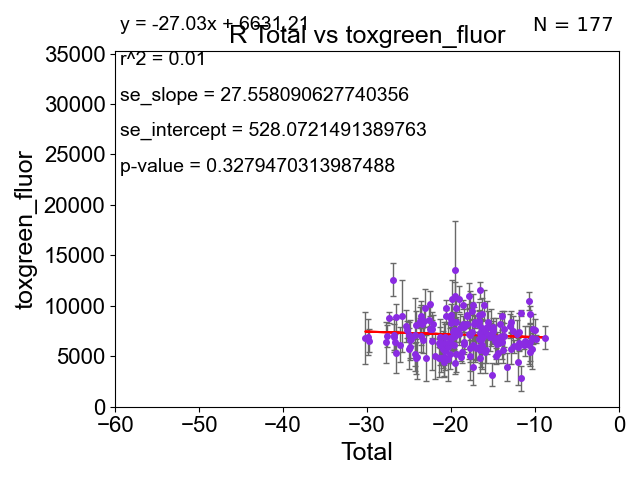 y = -27.03x + 6631.21
N = 177
R Total vs toxgreen_fluor
r^2 = 0.01
se_slope = 27.558090627740356
se_intercept = 528.0721491389763
p-value = 0.3279470313987488
toxgreen_fluor
35000
30000
25000
20000
15000
10000
5000
0
−60 −50 −40 −30 −20 −10 0
Total